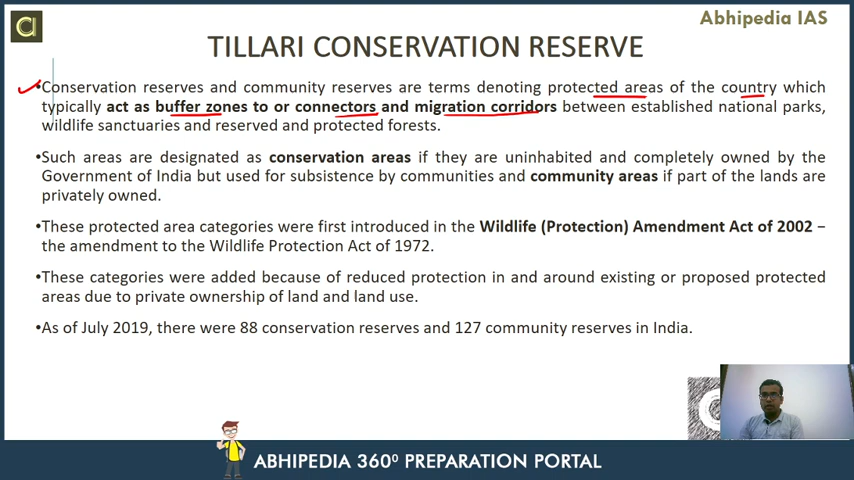 Abhipedia IAS
TILLARI CONSERVATION RESERVE
•Conservation reserves and community reserves are terms denoting protected areas of the country which
typically act as buffer zones to or connectors and migration corridors between established national parks,
wildlife sanctuaries and reserved and protected forests.
•Such areas are designated as conservation areas if they are uninhabited and completely owned by the
Government of India but used for subsistence by communities and community areas if part of the lands are
privately owned.
•These protected area categories were first introduced in the Wildlife (Protection) Amendment Act of 2002 −
the amendment to the Wildlife Protection Act of 1972.
•These categories were added because of reduced protection in and around existing or proposed protected
areas due to private ownership of land and land use.
•As of July 2019, there were 88 conservation reserves and 127 community reserves in India.
ABHIPEDIA 360⁰ PREPARATION PORTAL